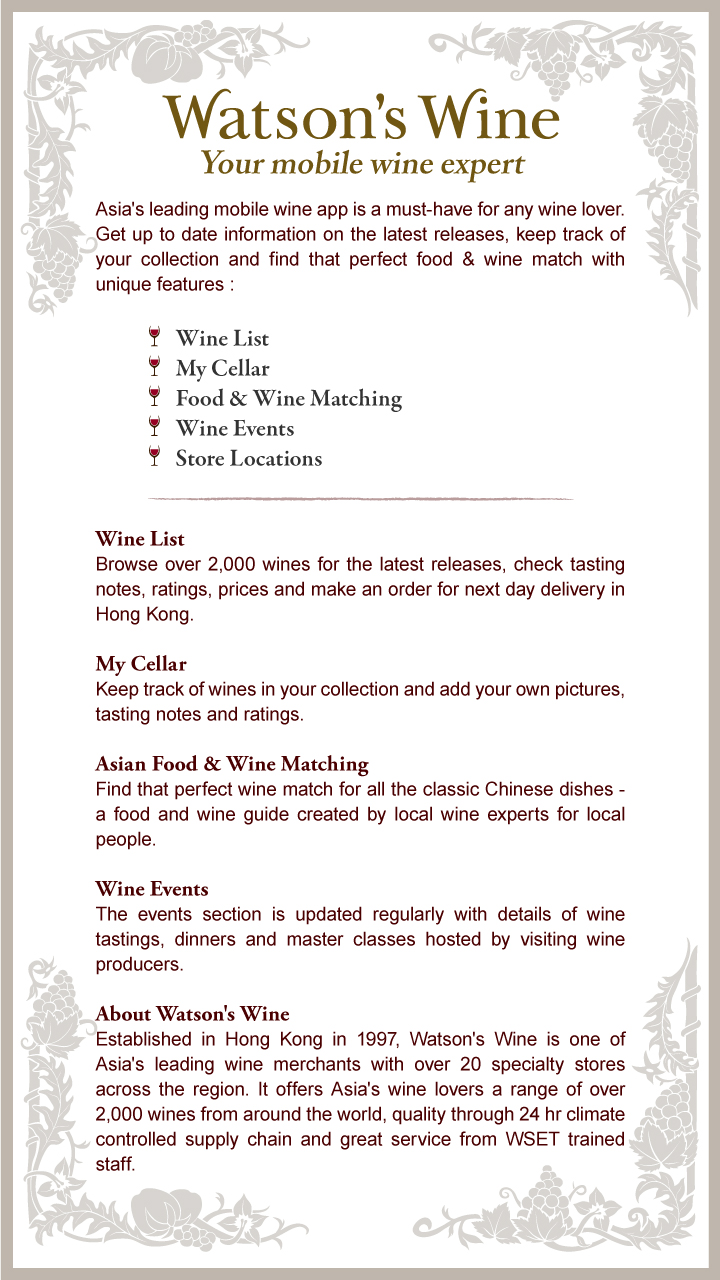 Watson's Wine
Your mobile wine expert
Asia's leading mobile wine app is a must-have for any wine lover.
Get up to date information on the latest releases, keep track of
your collection and find that perfect food & wine match with
unique features :
Wine List
My Cellar
Food & Wine Matching
Wine Events
Store Locations
Wine List
Browse over 2,000 wines for the latest releases, check tasting
notes, ratings, prices and make an order for next day delivery in
Hong Kong.
My Cellar
Keep track of wines in your collection and add your own pictures,
tasting notes and ratings.
Asian Food & Wine Matching
Find that perfect wine match for all the classic Chinese dishes -
a food and wine guide created by local wine experts for local
people.
Wine Events
The events section is updated regularly with details of wine
tastings, dinners and master classes hosted by visiting wine
producers.
About Watson's Wine
Established in Hong Kong in 1997, Watson's Wine is one of
Asia's leading wine merchants with over 20 specialty stores
across the region. It offers Asia's wine lovers a range of over
2,000 wines from around the world, quality through 24 hr climate
controlled supply chain and great service from WSET trained
staff.